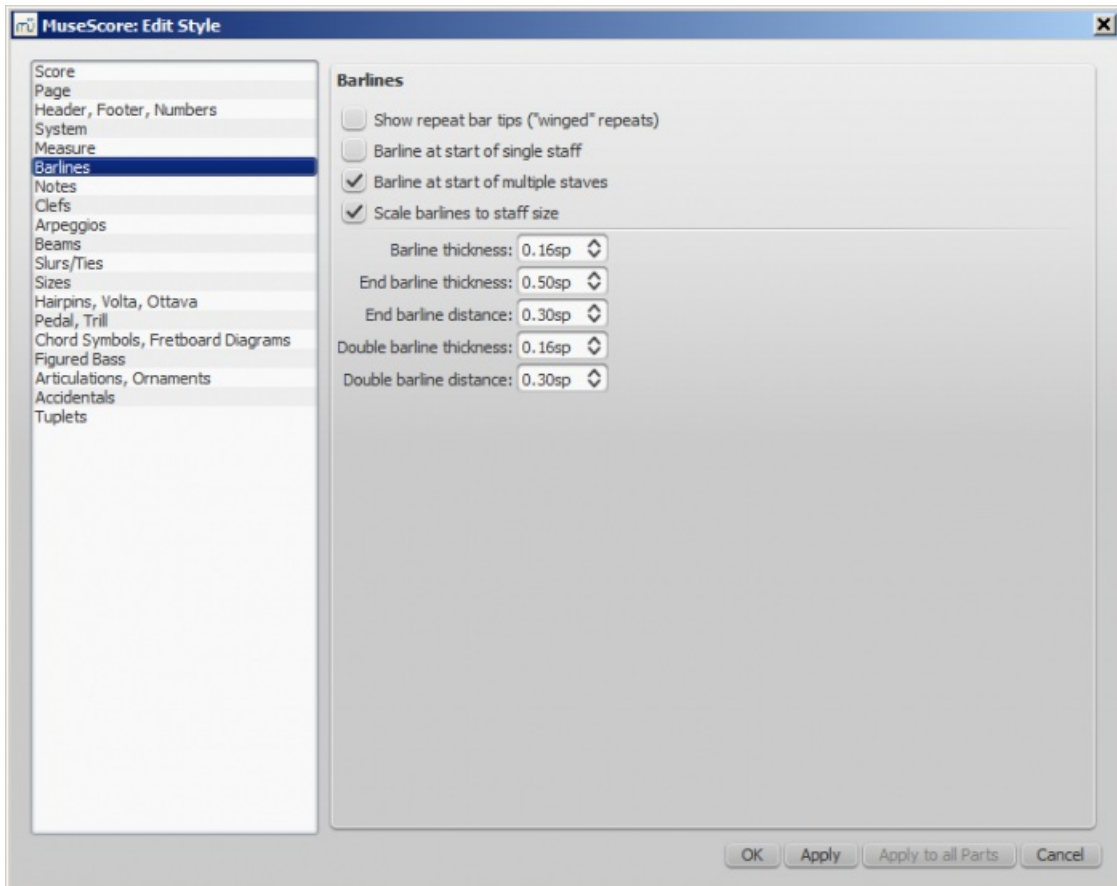 MuseScore: Edit Style
Score
Page
Header, Footer, Numbers
System
Measure
Barlines
Notes
Clefs
Arpeggios
Beams
Slurs/Ties
Sizes
Hairpins, Volta, Ottava
Pedal, Trill
Chord Symbols, Fretboard Diagrams
Figured Bass
Articulations, Ornaments
Accidentals
Tuplets
Barlines
Show repeat bar tips ("winged" repeats)
Barline at start of single staff
Barline at start of multiple staves
Scale barlines to staff size
Barline thickness: 0.16sp
End barline thickness: 0.50sp
End barline distance: 0.30sp
Double barline thickness: 0.16sp
Double barline distance: 0.30sp
OK Apply Apply to all Parts Cancel